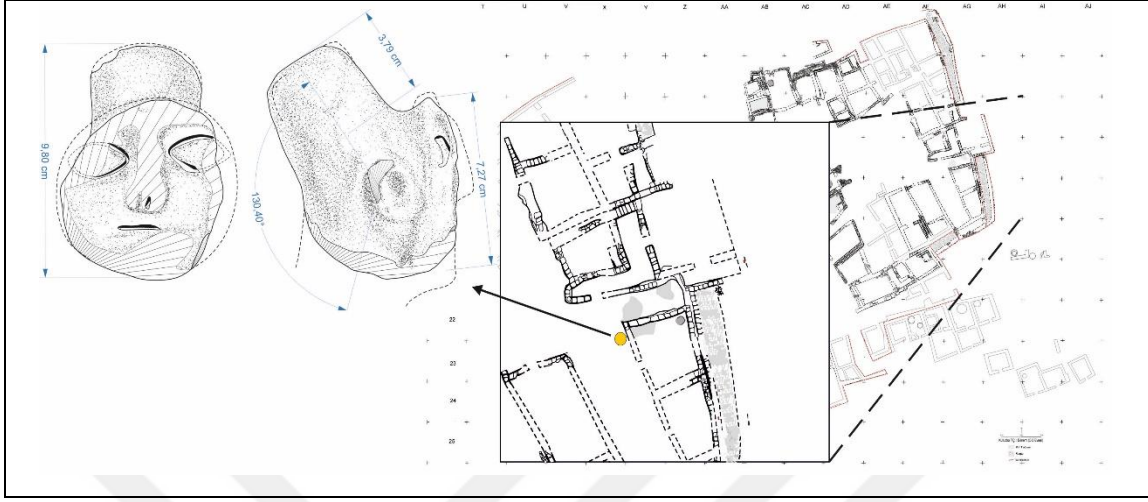 T U V X Y Z AA AB AC AD AE AF AG AH AI AJ
3,79 cm
9,80 cm
7,27 cm
130,40°
22
23
24
25